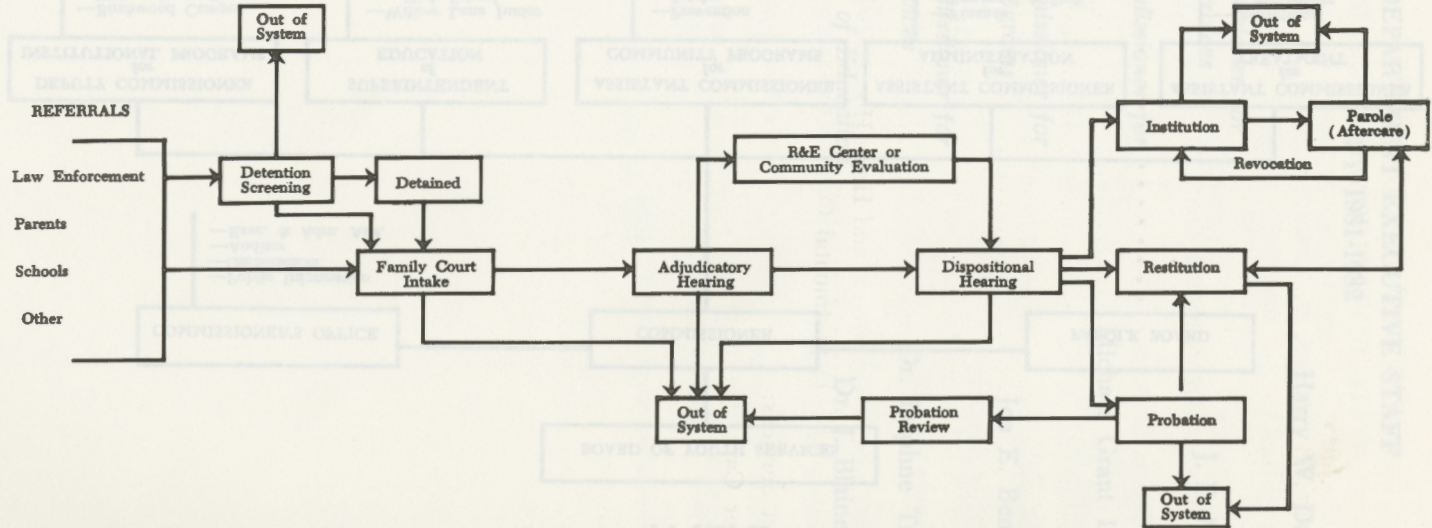 Out of
System
Out of
System
REFERRALS
Law Enforcement
Parents
Schools
Other
Detention
Screening
Detained
R&E Center or
Community Evaluation
Institution
Parole
(Aftercare)
Revocation
Family Court
Intake
Adjudicatory
Hearing
Dispositional
Hearing
Restitution
Out of
System
Probation
Review
Probation
Out of
System